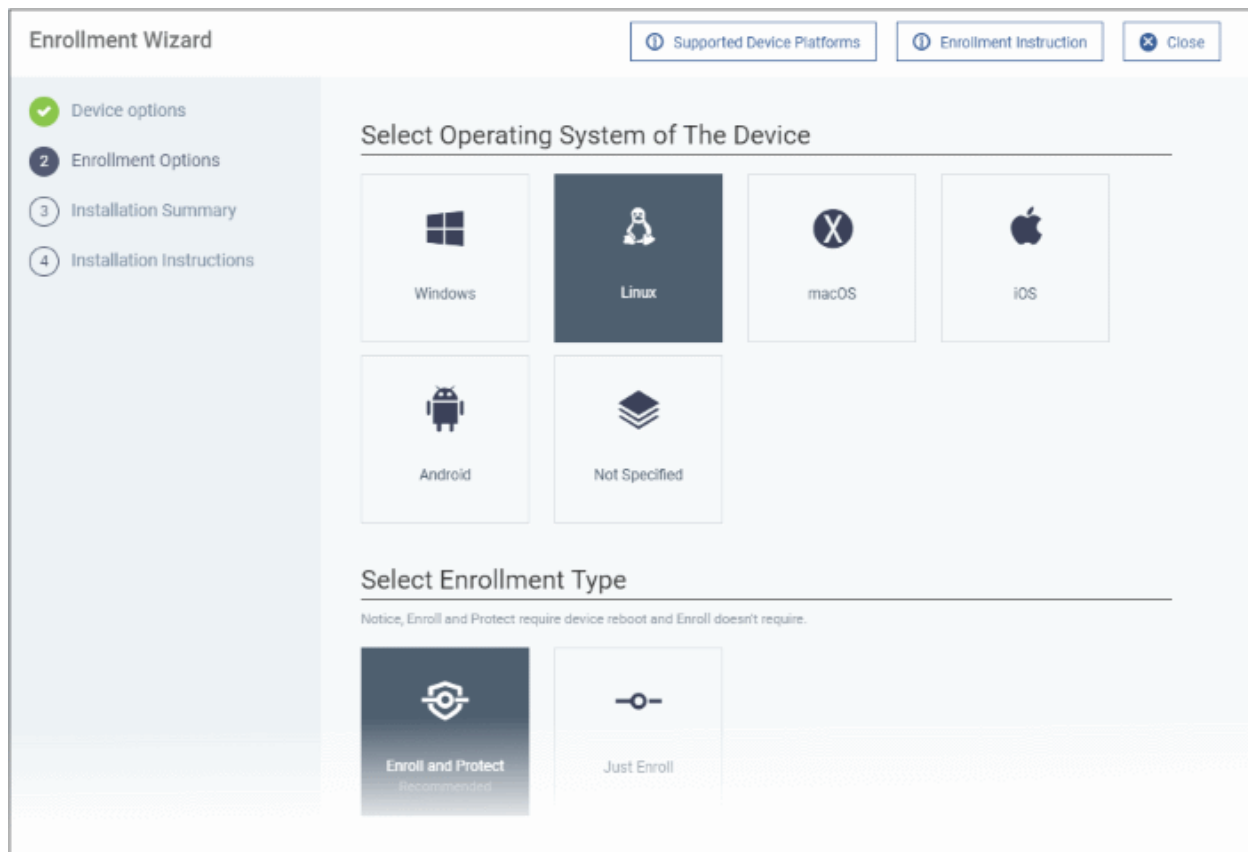 Enrollment Wizard
Supported Device Platforms
Enrollment Instruction
Close
Device options
2 Enrollment Options
3 Installation Summary
4 Installation Instructions
Select Operating System of The Device
Windows
Linux
X
macOS
iOS
Android
Not Specified
Select Enrollment Type
Notice, Enroll and Protect require device reboot and Enroll doesn't require.
Enroll and Protect
Recommended
Just Enroll